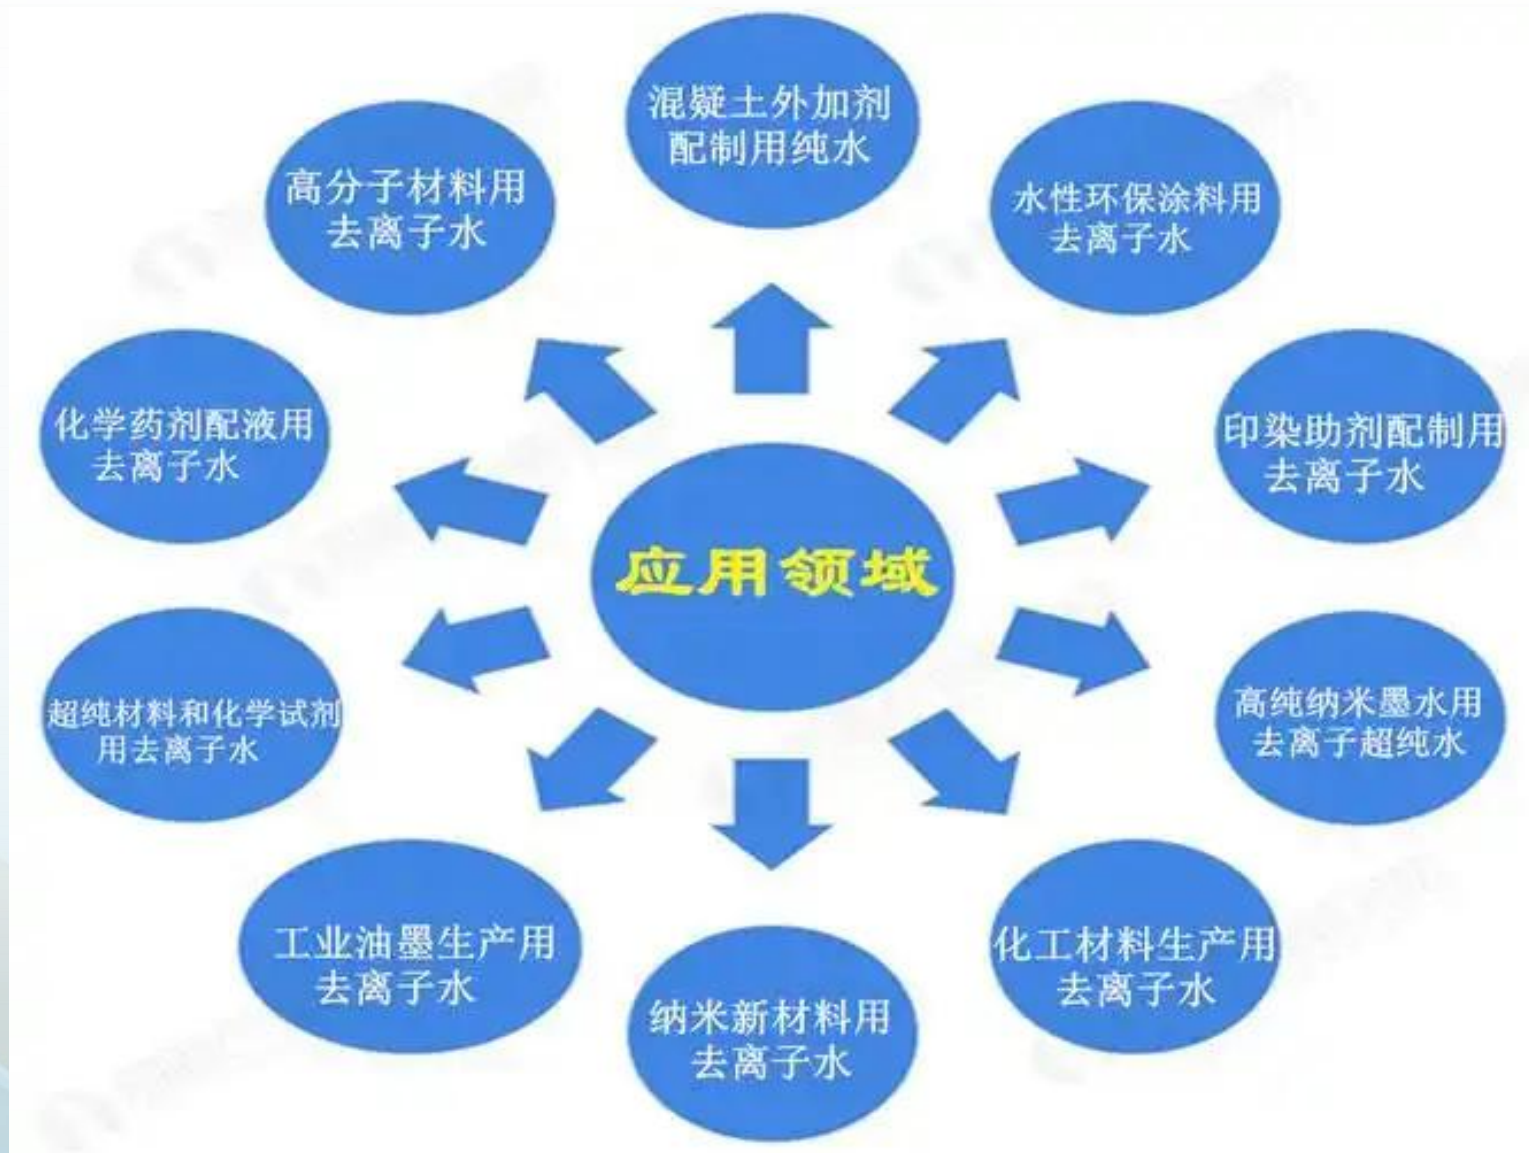 混凝土外加剂
配制用纯水
高分子材料用
去离子水
水性环保涂料用
去离子水
化学药剂配液用
去离子水
印染助剂配制用
去离子水
应用领域
超纯材料和化学试剂
用去离子水
高纯纳米墨水用
去离子超纯水
工业油墨生产用
去离子水
化工材料生产用
去离子水
纳米新材料用
去离子水